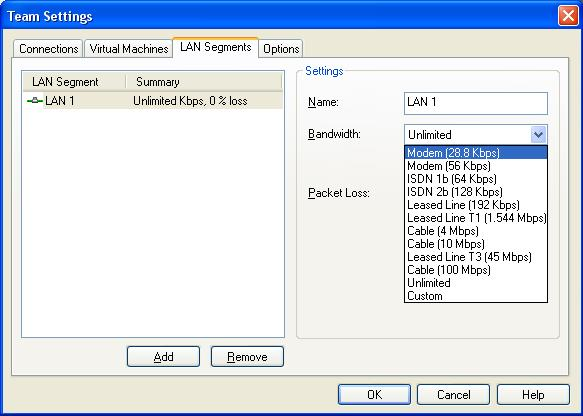 Team Settings
Connections
Virtual Machines
LAN Segments
Options
LAN Segment
Summary
LAN 1
Unlimited Kbps, 0 % loss
Add
Remove
Settings
Name:
LAN 1
Bandwidth:
Unlimited
Modem (28.8 Kbps)
Modem (56 Kbps)
ISDN 1b (64 Kbps)
ISDN 2b (128 Kbps)
Leased Line (192 Kbps)
Leased Line T1 (1.544 Mbps)
Cable (4 Mbps)
Cable (10 Mbps)
Leased Line T3 (45 Mbps)
Cable (100 Mbps)
Unlimited
Custom
Packet Loss:
OK
Cancel
Help